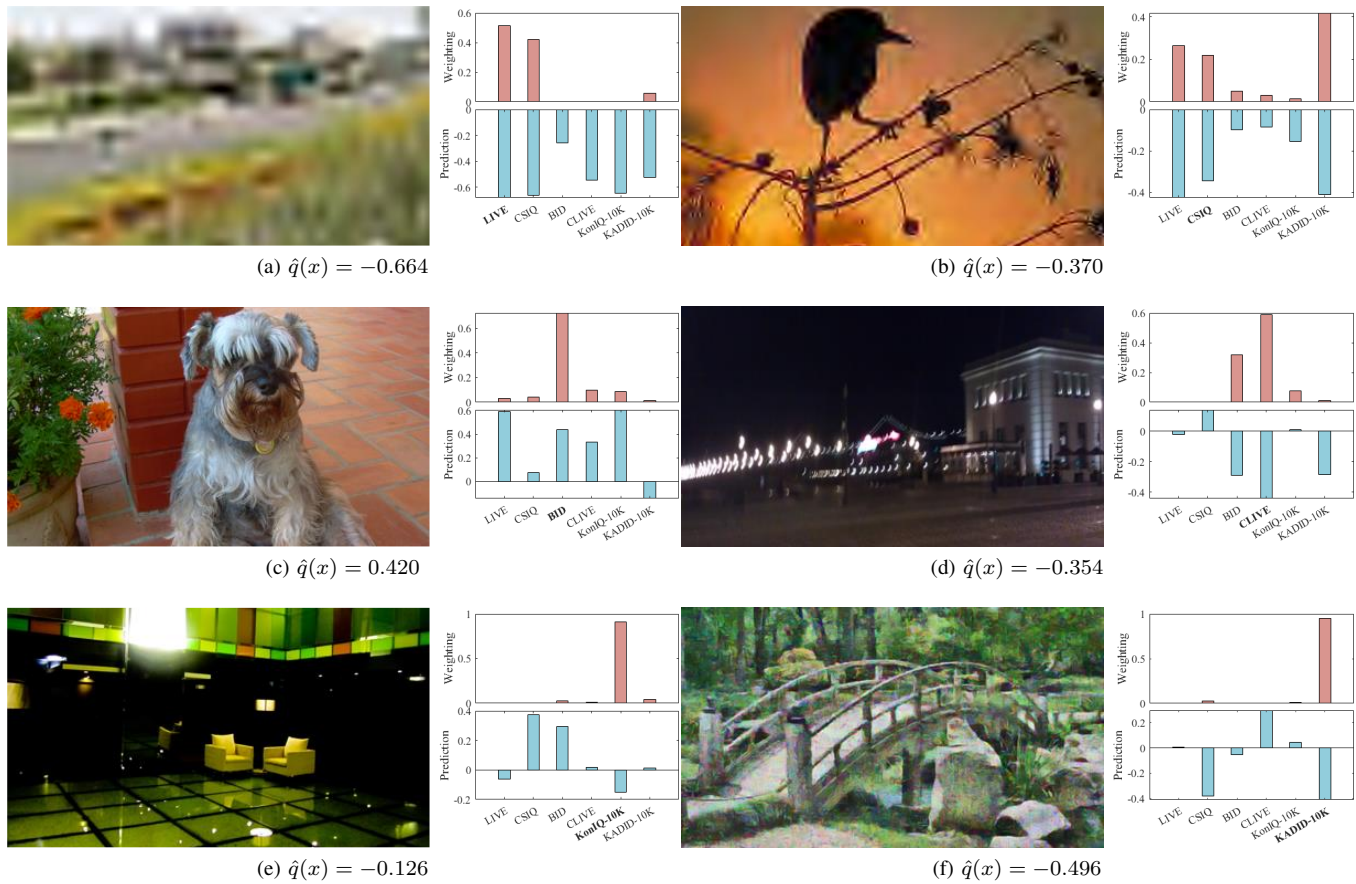 0.6
0.4
0.2
0
Weighting
0
-0.2
-0.4
-0.6
Prediction
LIVE
CSIQ
BID
CLIVE
KonIQ-10K
KADID-10K
(a) q̂(x) = −0.664
0.4
0.2
0
Weighting
0
-0.2
-0.4
Prediction
LIVE
CSIQ
BID
CLIVE
KonIQ-10K
KADID-10K
(b) q̂(x) = −0.370
0.6
0.4
0.2
0
Weighting
0.6
0.4
0.2
0
Prediction
LIVE
CSIQ
BID
CLIVE
KonIQ-10K
KADID-10K
(c) q̂(x) = 0.420
0.6
0.4
0.2
0
Weighting
0
-0.2
-0.4
Prediction
LIVE
CSIQ
BID
CLIVE
KonIQ-10K
KADID-10K
(d) q̂(x) = −0.354
1
0.5
0
Weighting
0.4
0.2
0
-0.2
Prediction
LIVE
CSIQ
BID
CLIVE
KonIQ-10K
KADID-10K
(e) q̂(x) = −0.126
1
0.5
0
Weighting
0.2
0
-0.2
-0.4
Prediction
LIVE
CSIQ
BID
CLIVE
KonIQ-10K
KADID-10K
(f) q̂(x) = −0.496